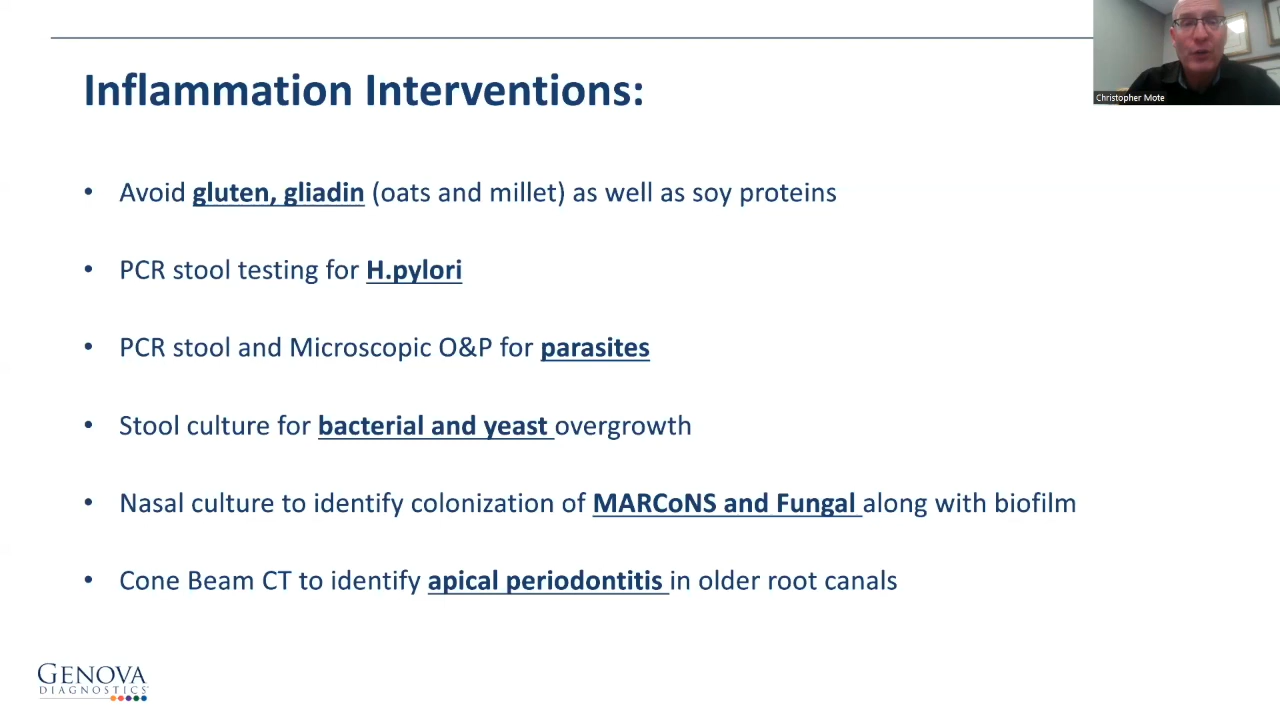 Christopher Mote
Inflammation Interventions:
• Avoid gluten, gliadin (oats and millet) as well as soy proteins
• PCR stool testing for H.pylori
• PCR stool and Microscopic O&P for parasites
• Stool culture for bacterial and yeast overgrowth
• Nasal culture to identify colonization of MARCoNS and Fungal along with biofilm
• Cone Beam CT to identify apical periodontitis in older root canals
GENOVA
DIAGNOSTICS